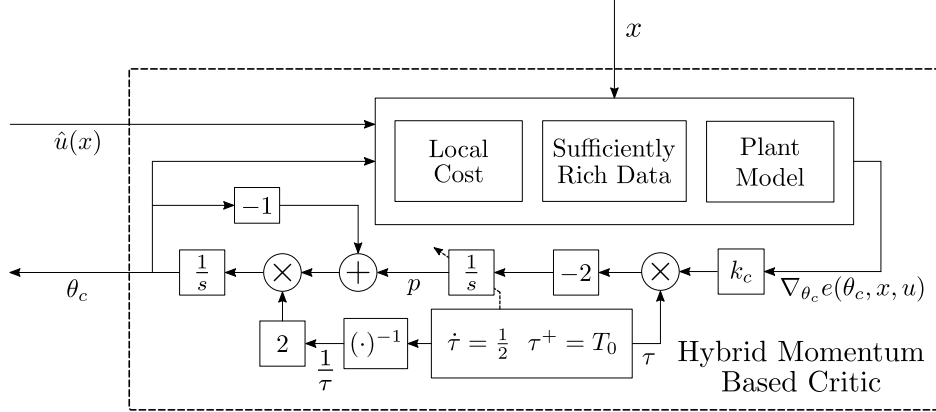 x
û(x)
Local
Cost
Sufficiently
Rich Data
Plant
Model
−1
1/s
×
+
p
1/s
−2
×
k_c
θ_c
∇_{θ_c}e(θ_c, x, u)
2
1/τ
(·)^{−1}
τ̇ = 1/2 τ^+ = T_0
τ
Hybrid Momentum
Based Critic